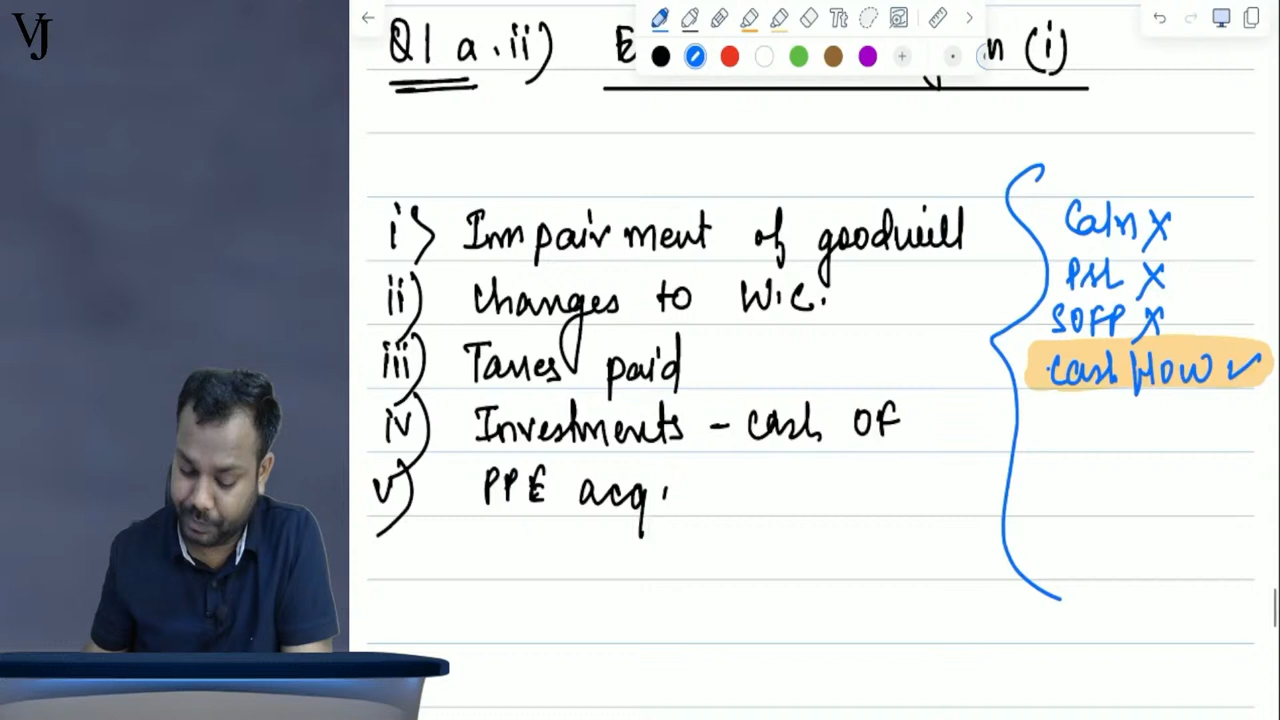 VJ
Q1 a.ii) E n (i)
i) Impairment of goodwill
ii) changes to W.C.
iii) Taxes paid
iv) Investments - cash OF
v) PPE acq.
Caln X
P&L X
SOFP X
Cash flow ✓
Tt